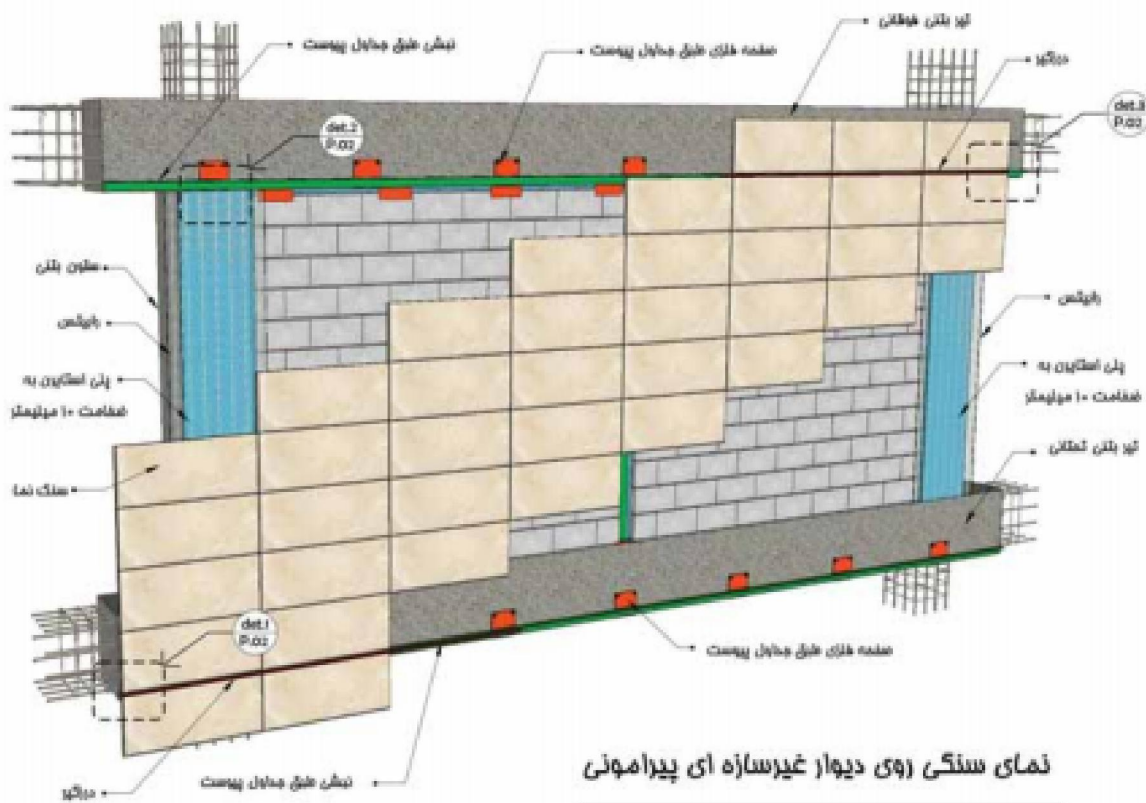 تیر بتنی فوقانی
نبشی طبق جداول پیوست
صفحه فلزی طبق جداول پیوست
درزگیر
det.2
P.02
det.3
P.02
ستون بتنی
رابیتس
پلی استایرن به
ضخامت ۱۰ میلیمتر
سنگ نما
رابیتس
پلی استایرن به
ضخامت ۱۰ میلیمتر
تیر بتنی تحتانی
det.1
P.02
صفحه فلزی طبق جداول پیوست
نبشی طبق جداول پیوست
درزگیر
نمای سنگی روی دیوار غیرسازه ای پیرامونی